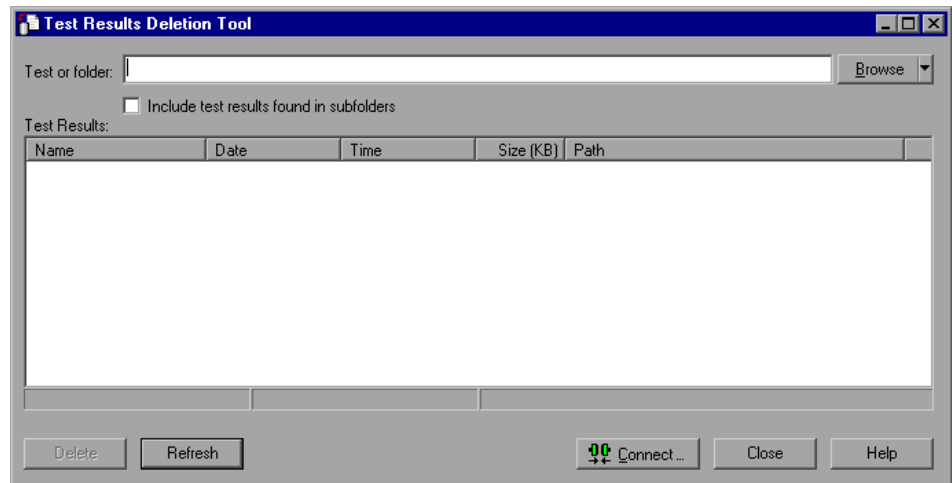 Test Results Deletion Tool
Test or folder:
Browse
Include test results found in subfolders
Test Results:
Name Date Time Size (KB) Path
Delete Refresh Connect... Close Help